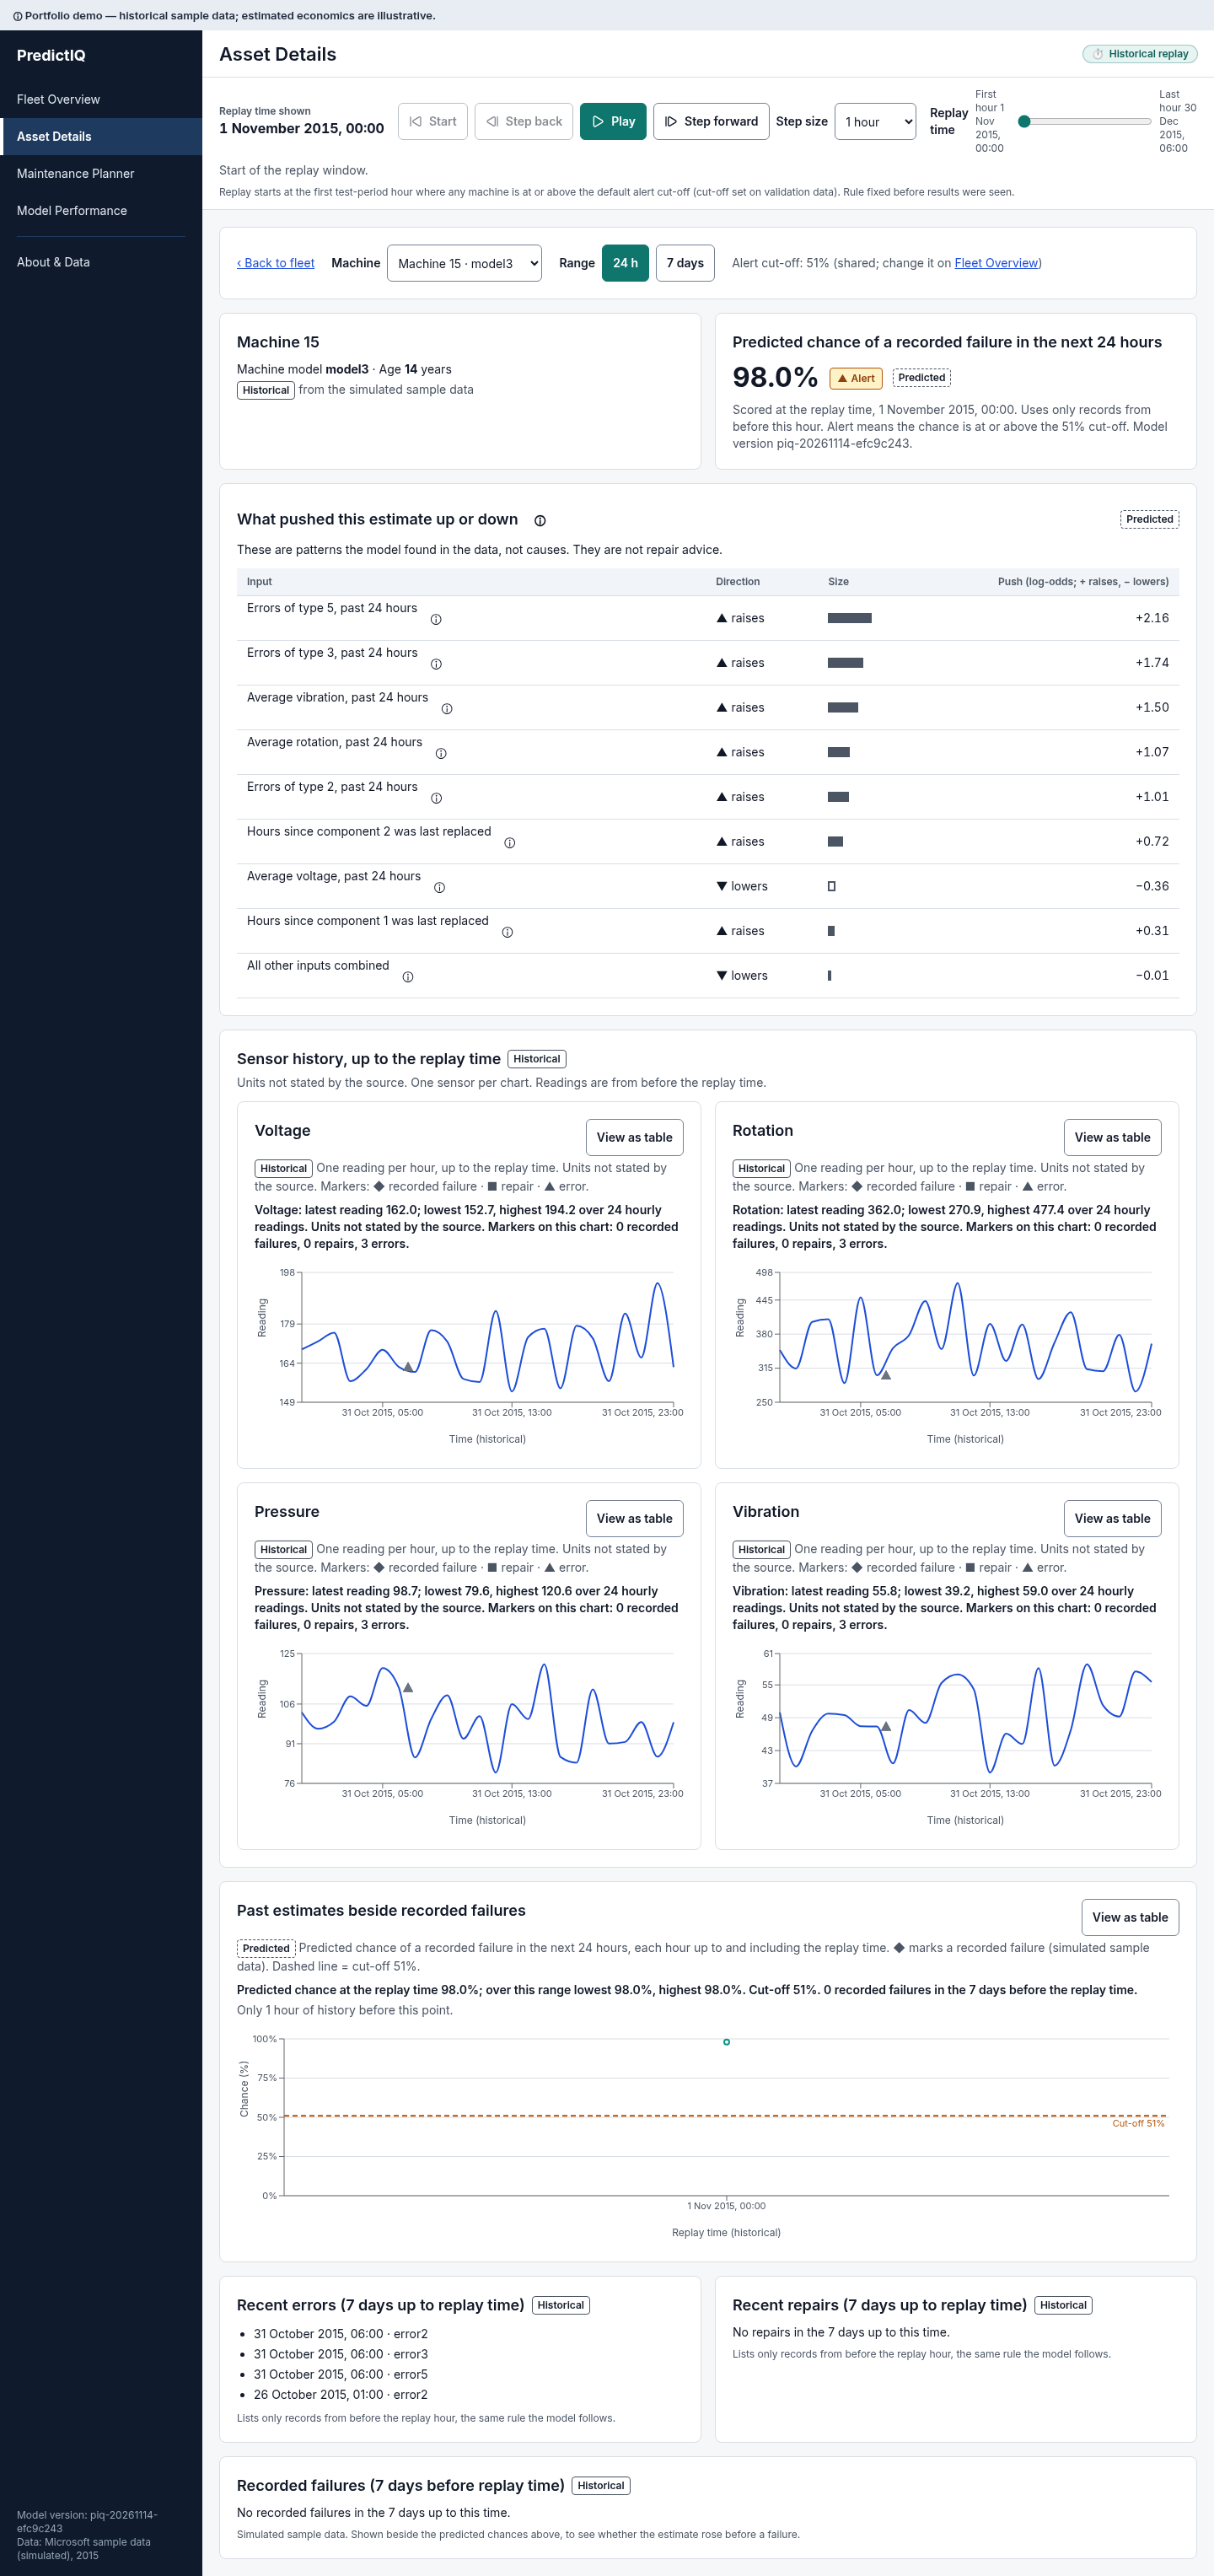 Portfolio demo — historical sample data; estimated economics are illustrative.
PredictIQ
Fleet Overview
Asset Details
Maintenance Planner
Model Performance
About & Data
Model version: piq-20261114-
efc9c243
Data: Microsoft sample data
(simulated), 2015
Asset Details
Historical replay
Replay time shown
1 November 2015, 00:00
Start
Step back
Play
Step forward
Step size
1 hour
Replay
time
First
hour 1
Nov
2015,
00:00
Last
hour 30
Dec
2015,
06:00
Start of the replay window.
Replay starts at the first test-period hour where any machine is at or above the default alert cut-off (cut-off set on validation data). Rule fixed before results were seen.
‹ Back to fleet
Machine
Machine 15 · model3
Range
24 h
7 days
Alert cut-off: 51% (shared; change it on Fleet Overview)
Machine 15
Machine model model3 · Age 14 years
Historical from the simulated sample data
Predicted chance of a recorded failure in the next 24 hours
98.0% ▲ Alert Predicted
Scored at the replay time, 1 November 2015, 00:00. Uses only records from
before this hour. Alert means the chance is at or above the 51% cut-off. Model
version piq-20261114-efc9c243.
What pushed this estimate up or down
Predicted
These are patterns the model found in the data, not causes. They are not repair advice.
Input Direction Size Push (log-odds; + raises, − lowers)
Errors of type 5, past 24 hours ▲ raises +2.16
Errors of type 3, past 24 hours ▲ raises +1.74
Average vibration, past 24 hours ▲ raises +1.50
Average rotation, past 24 hours ▲ raises +1.07
Errors of type 2, past 24 hours ▲ raises +1.01
Hours since component 2 was last replaced ▲ raises +0.72
Average voltage, past 24 hours ▼ lowers −0.36
Hours since component 1 was last replaced ▲ raises +0.31
All other inputs combined ▼ lowers −0.01
Sensor history, up to the replay time Historical
Units not stated by the source. One sensor per chart. Readings are from before the replay time.
Voltage
View as table
Historical One reading per hour, up to the replay time. Units not stated by
the source. Markers: ◆ recorded failure · ■ repair · ▲ error.
Voltage: latest reading 162.0; lowest 152.7, highest 194.2 over 24 hourly
readings. Units not stated by the source. Markers on this chart: 0 recorded
failures, 0 repairs, 3 errors.
198
179
164
149
Reading
31 Oct 2015, 05:00
31 Oct 2015, 13:00
31 Oct 2015, 23:00
Time (historical)
Rotation
View as table
Historical One reading per hour, up to the replay time. Units not stated by
the source. Markers: ◆ recorded failure · ■ repair · ▲ error.
Rotation: latest reading 362.0; lowest 270.9, highest 477.4 over 24 hourly
readings. Units not stated by the source. Markers on this chart: 0 recorded
failures, 0 repairs, 3 errors.
498
445
380
315
250
Reading
31 Oct 2015, 05:00
31 Oct 2015, 13:00
31 Oct 2015, 23:00
Time (historical)
Pressure
View as table
Historical One reading per hour, up to the replay time. Units not stated by
the source. Markers: ◆ recorded failure · ■ repair · ▲ error.
Pressure: latest reading 98.7; lowest 79.6, highest 120.6 over 24 hourly
readings. Units not stated by the source. Markers on this chart: 0 recorded
failures, 0 repairs, 3 errors.
125
106
91
76
Reading
31 Oct 2015, 05:00
31 Oct 2015, 13:00
31 Oct 2015, 23:00
Time (historical)
Vibration
View as table
Historical One reading per hour, up to the replay time. Units not stated by
the source. Markers: ◆ recorded failure · ■ repair · ▲ error.
Vibration: latest reading 55.8; lowest 39.2, highest 59.0 over 24 hourly
readings. Units not stated by the source. Markers on this chart: 0 recorded
failures, 0 repairs, 3 errors.
61
55
49
43
37
Reading
31 Oct 2015, 05:00
31 Oct 2015, 13:00
31 Oct 2015, 23:00
Time (historical)
Past estimates beside recorded failures
View as table
Predicted Predicted chance of a recorded failure in the next 24 hours, each hour up to and including the replay time. ◆ marks a recorded failure (simulated sample
data). Dashed line = cut-off 51%.
Predicted chance at the replay time 98.0%; over this range lowest 98.0%, highest 98.0%. Cut-off 51%. 0 recorded failures in the 7 days before the replay time.
Only 1 hour of history before this point.
100%
75%
50%
25%
0%
Chance (%)
Cut-off 51%
1 Nov 2015, 00:00
Replay time (historical)
Recent errors (7 days up to replay time) Historical
• 31 October 2015, 06:00 · error2
• 31 October 2015, 06:00 · error3
• 31 October 2015, 06:00 · error5
• 26 October 2015, 01:00 · error2
Lists only records from before the replay hour, the same rule the model follows.
Recent repairs (7 days up to replay time) Historical
No repairs in the 7 days up to this time.
Lists only records from before the replay hour, the same rule the model follows.
Recorded failures (7 days before replay time) Historical
No recorded failures in the 7 days up to this time.
Simulated sample data. Shown beside the predicted chances above, to see whether the estimate rose before a failure.